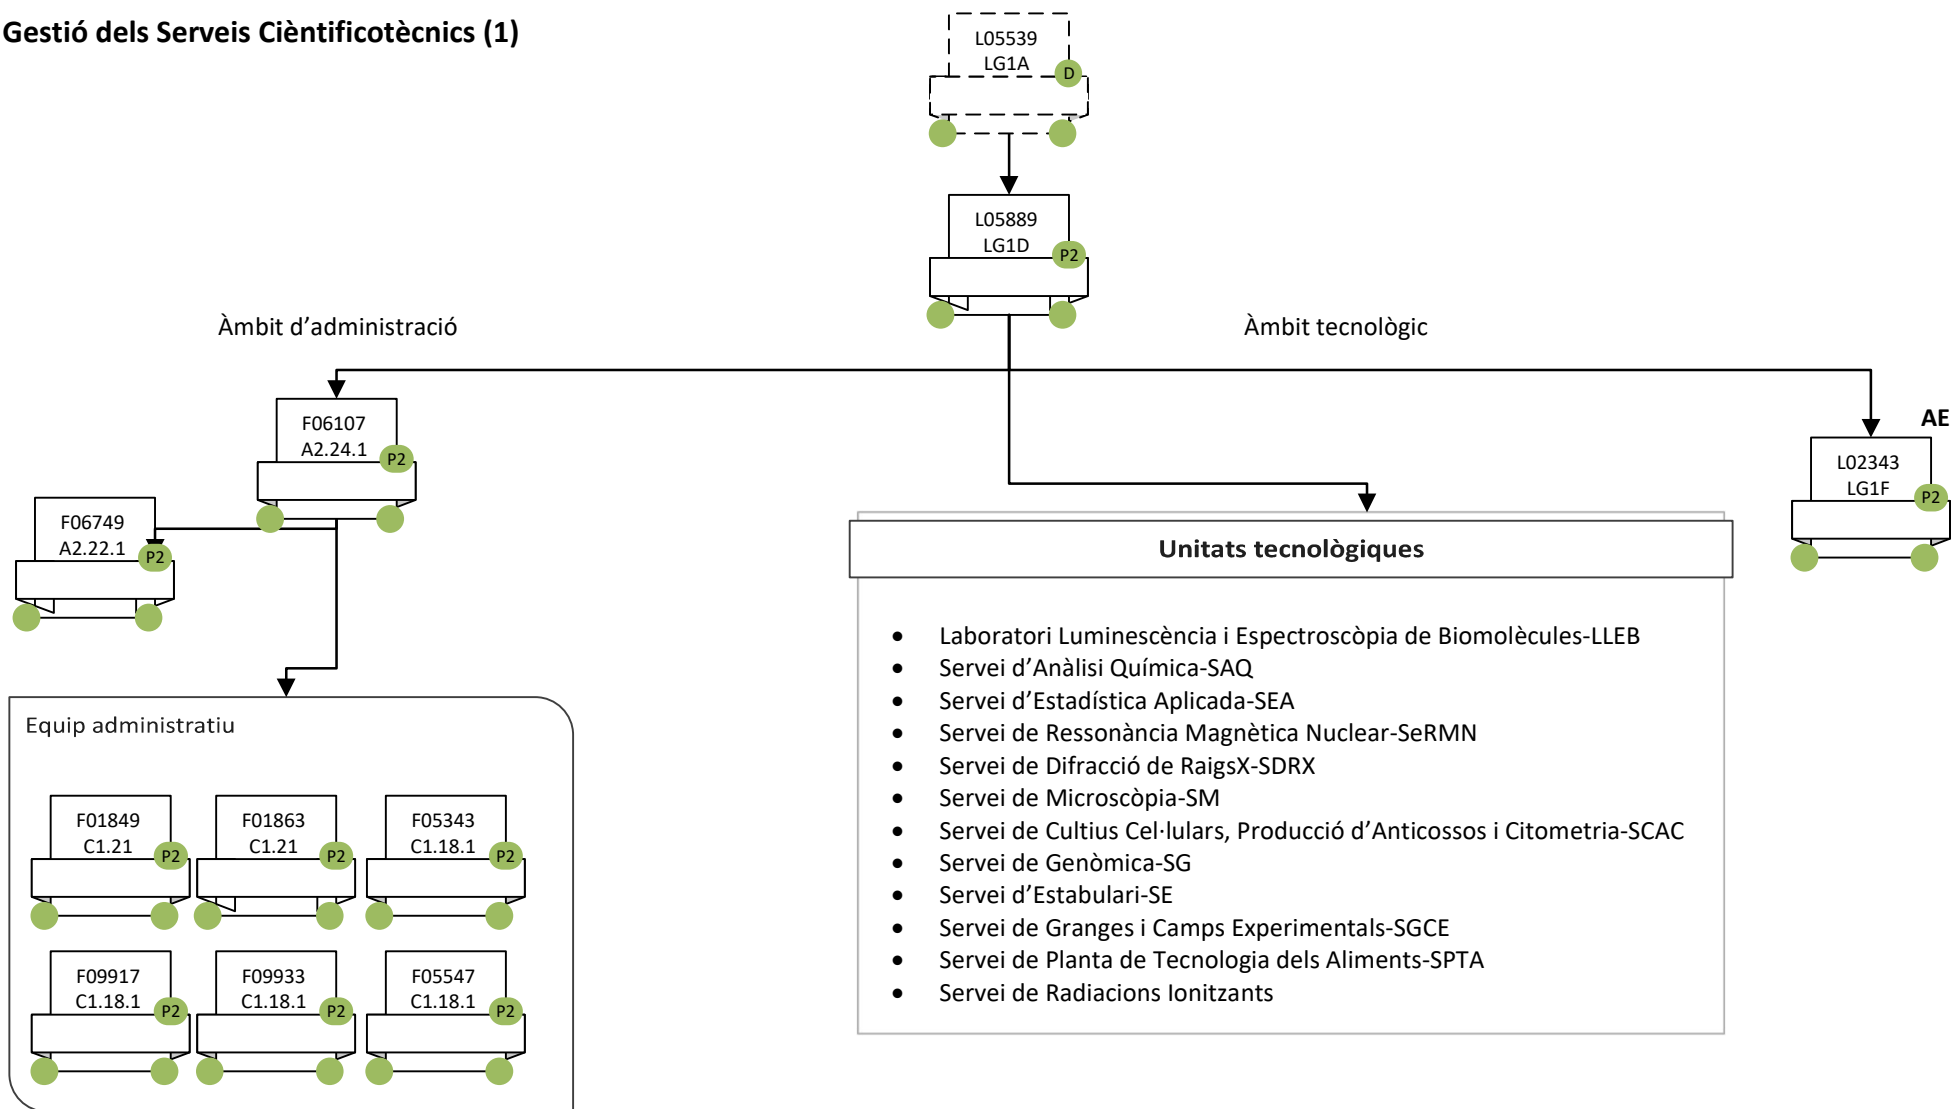 Gestió dels Serveis Cièntificotècnics (1)
L05539
LG1A
D
L05889
LG1D
P2
Àmbit d’administració
Àmbit tecnològic
F06107
A2.24.1
P2
AE
L02343
LG1F
P2
F06749
A2.22.1
P2
Unitats tecnològiques
• Laboratori Luminescència i Espectroscòpia de Biomolècules-LLEB
• Servei d’Anàlisi Química-SAQ
• Servei d’Estadística Aplicada-SEA
• Servei de Ressonància Magnètica Nuclear-SeRMN
• Servei de Difracció de RaigsX-SDRX
• Servei de Microscòpia-SM
• Servei de Cultius Cel·lulars, Producció d’Anticossos i Citometria-SCAC
• Servei de Genòmica-SG
• Servei d’Estabulari-SE
• Servei de Granges i Camps Experimentals-SGCE
• Servei de Planta de Tecnologia dels Aliments-SPTA
• Servei de Radiacions Ionitzants
Equip administratiu
F01849
C1.21
P2
F01863
C1.21
P2
F05343
C1.18.1
P2
F09917
C1.18.1
P2
F09933
C1.18.1
P2
F05547
C1.18.1
P2